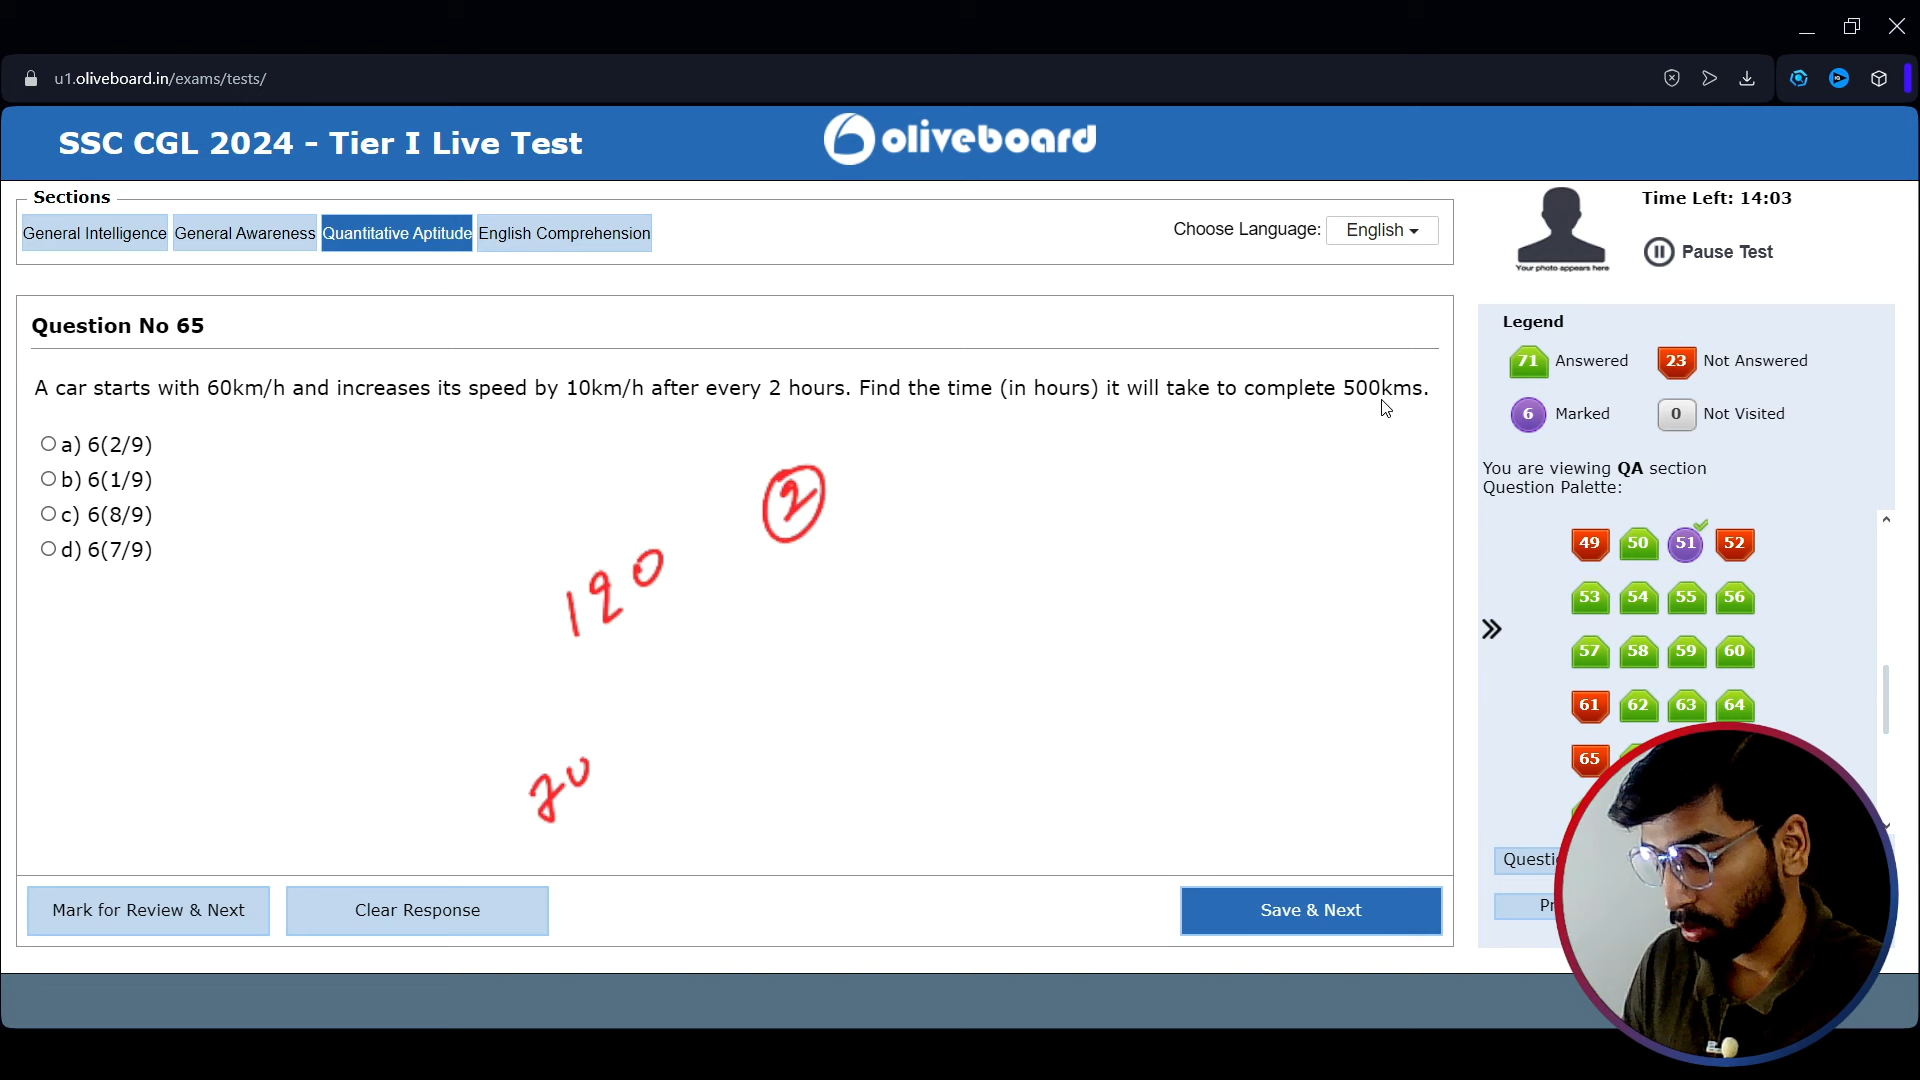 u1.oliveboard.in/exams/tests/
SSC CGL 2024 - Tier I Live Test
oliveboard
Sections
General Intelligence General Awareness Quantitative Aptitude English Comprehension
Choose Language: English
Your photo appears here
Time Left: 14:03
Pause Test
Question No 65
A car starts with 60km/h and increases its speed by 10km/h after every 2 hours. Find the time (in hours) it will take to complete 500kms.
a) 6(2/9)
b) 6(1/9)
c) 6(8/9)
d) 6(7/9)
2
120
70
Mark for Review & Next
Clear Response
Save & Next
Legend
71 Answered 23 Not Answered
6 Marked 0 Not Visited
You are viewing QA section
Question Palette:
49 50 51 52
53 54 55 56
57 58 59 60
61 62 63 64
65